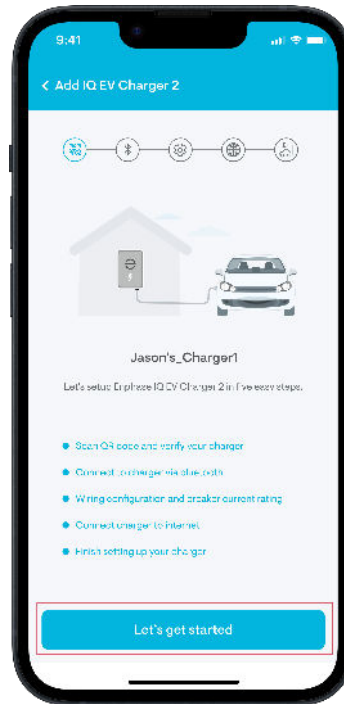 9:41
< Add IQ EV Charger 2
Jason's_Charger1
Let's setup Enphase IQ EV Charger 2 in five easy steps.
Scan QR code and verify your charger
Connect to charger via bluetooth
Wiring configuration and breaker current rating
Connect charger to internet
Finish setting up your charger
Let's get started